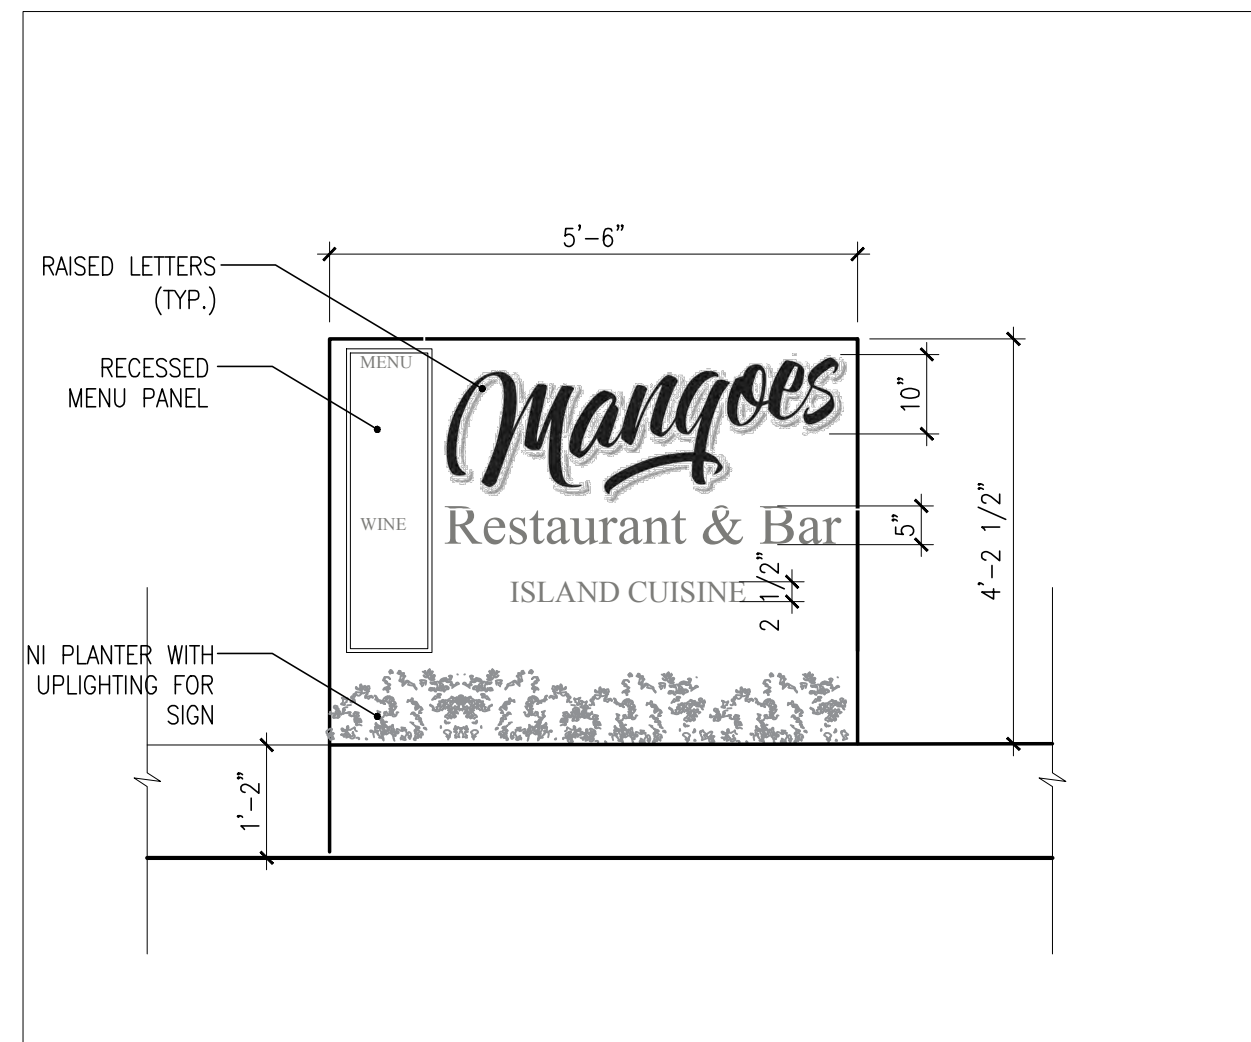 5'-6"
RAISED LETTERS
(TYP.)
RECESSED
MENU PANEL
MENU
Mangoes
10"
WINE
Restaurant & Bar
5"
4'-2 1/2"
ISLAND CUISINE
2 1/2"
NI PLANTER WITH
UPLIGHTING FOR
SIGN
1'-2"